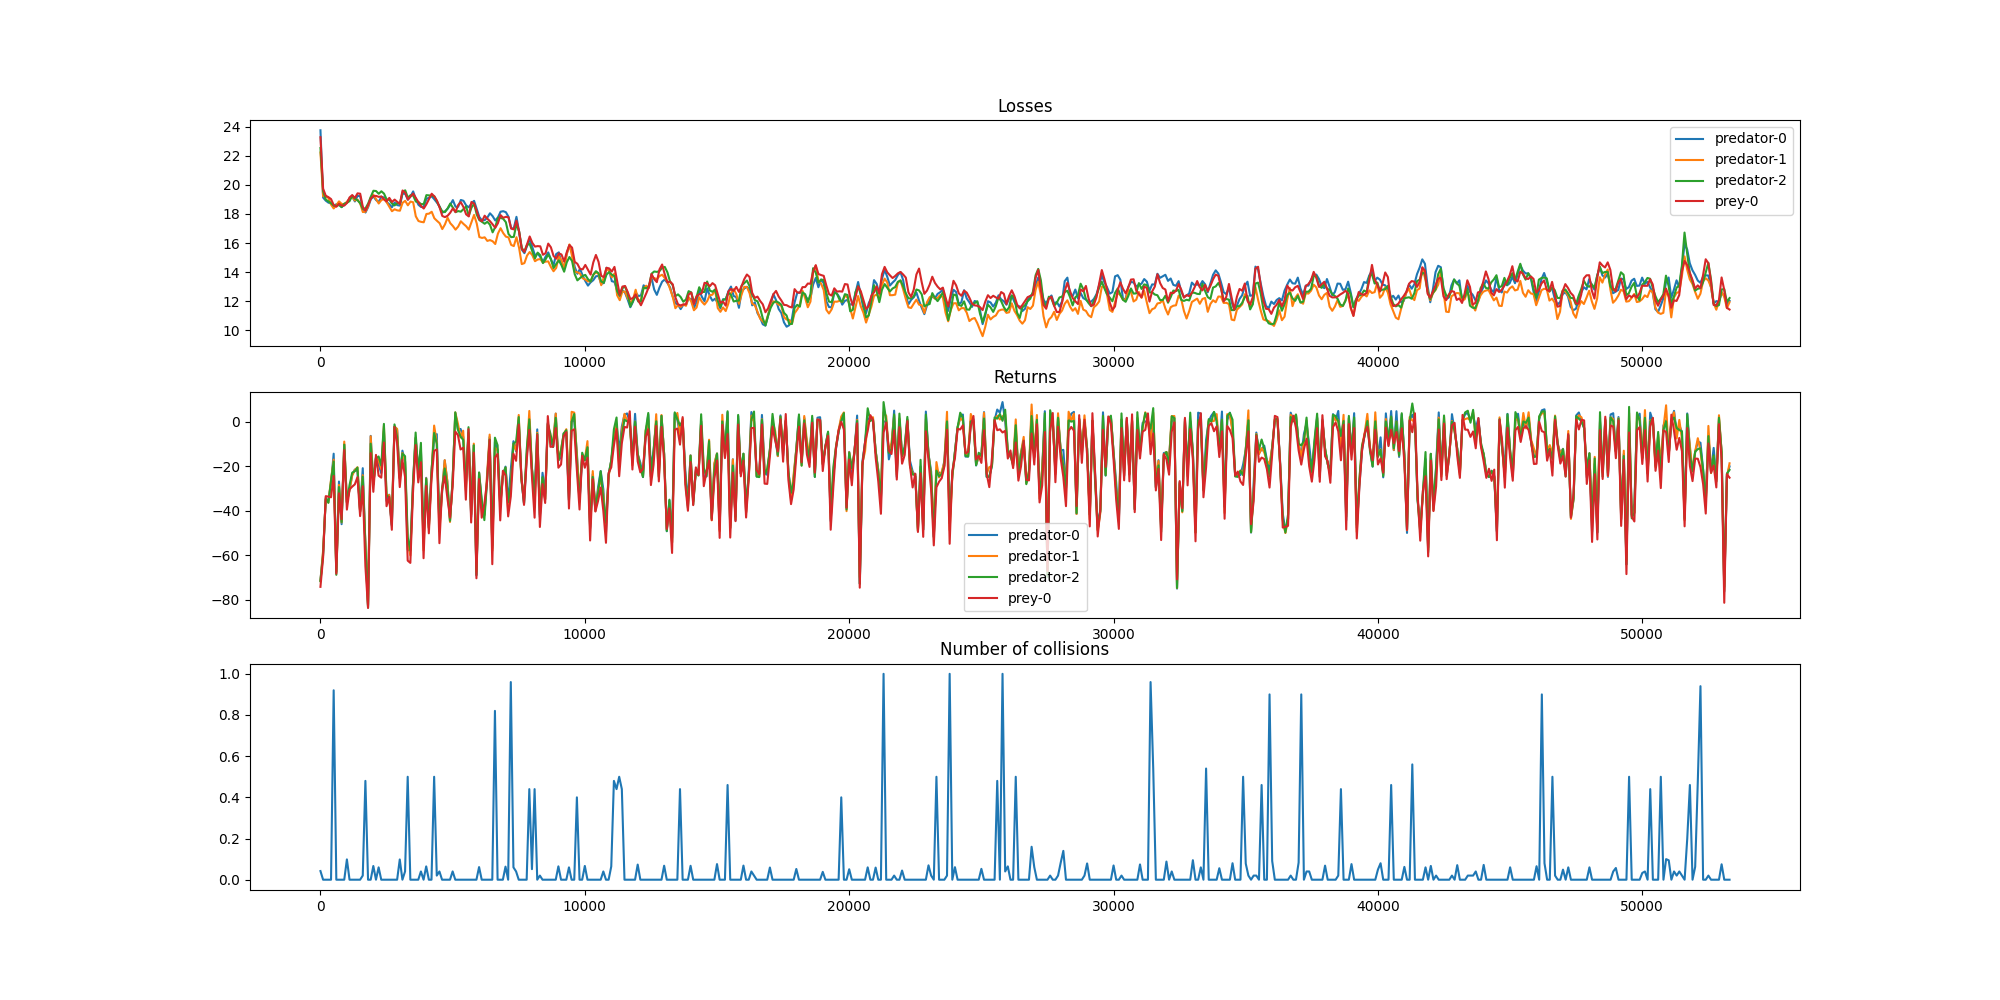 Losses
24
22
20
18
16
14
12
10
predator-0
predator-1
predator-2
prey-0
0 10000 20000 30000 40000 50000
Returns
0
−20
−40
−60
−80
predator-0
predator-1
predator-2
prey-0
0 10000 20000 30000 40000 50000
Number of collisions
1.0
0.8
0.6
0.4
0.2
0.0
0 10000 20000 30000 40000 50000